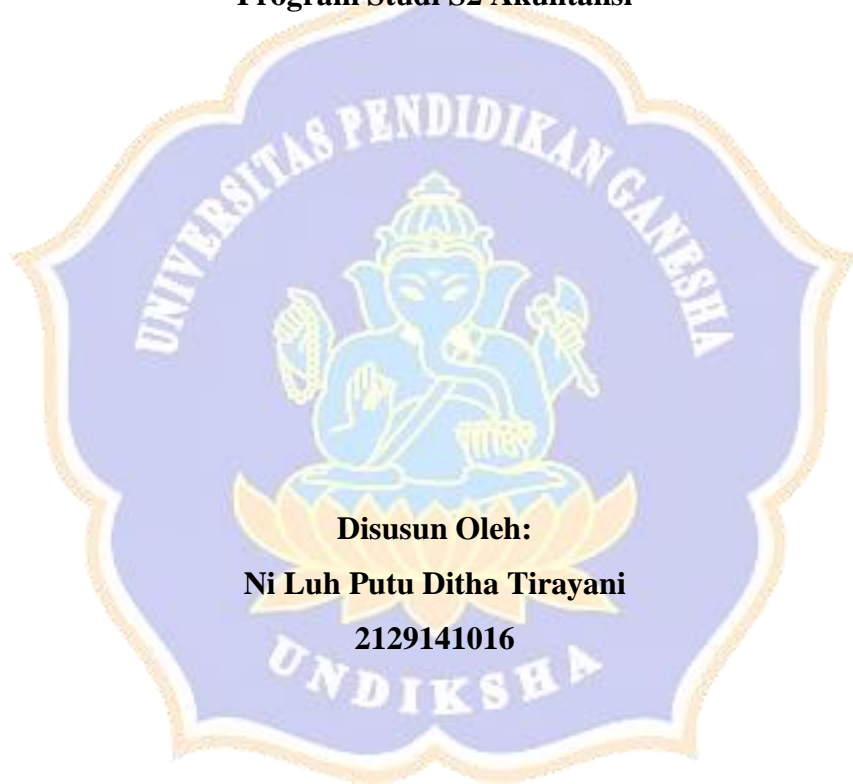 Program Studi S2 Akuntansi
UNIVERSITAS PENDIDIKAN GANESHA
Disusun Oleh:
Ni Luh Putu Ditha Tirayani
2129141016
UNDIKSHA